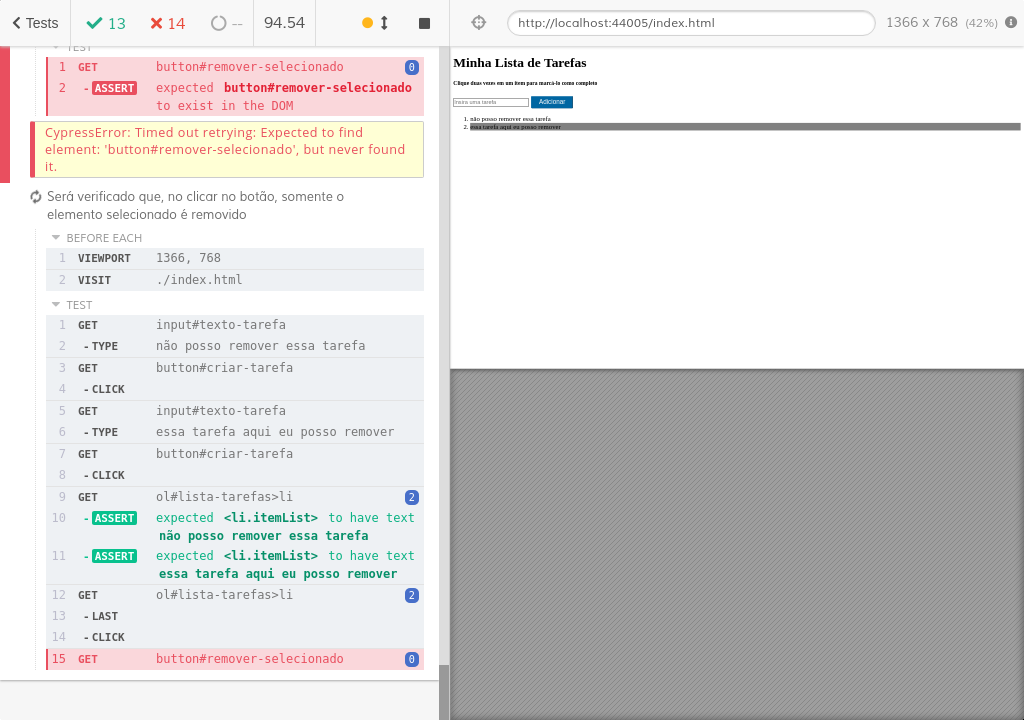 Tests
13
14
--
94.54
http://localhost:44005/index.html
1366 x 768 (42%)
TEST
1 GET button#remover-selecionado 0
2 - ASSERT expected button#remover-selecionado
to exist in the DOM
CypressError: Timed out retrying: Expected to find
element: 'button#remover-selecionado', but never found
it.
Será verificado que, no clicar no botão, somente o
elemento selecionado é removido
BEFORE EACH
1 VIEWPORT 1366, 768
2 VISIT ./index.html
TEST
1 GET input#texto-tarefa
2 - TYPE não posso remover essa tarefa
3 GET button#criar-tarefa
4 - CLICK
5 GET input#texto-tarefa
6 - TYPE essa tarefa aqui eu posso remover
7 GET button#criar-tarefa
8 - CLICK
9 GET ol#lista-tarefas>li 2
10 - ASSERT expected <li.itemList> to have text
não posso remover essa tarefa
11 - ASSERT expected <li.itemList> to have text
essa tarefa aqui eu posso remover
12 GET ol#lista-tarefas>li 2
13 - LAST
14 - CLICK
15 GET button#remover-selecionado 0
Minha Lista de Tarefas
Clique duas vezes em um item para marcá-lo como completo
Insira uma tarefa
Adicionar
1. não posso remover essa tarefa
2. essa tarefa aqui eu posso remover